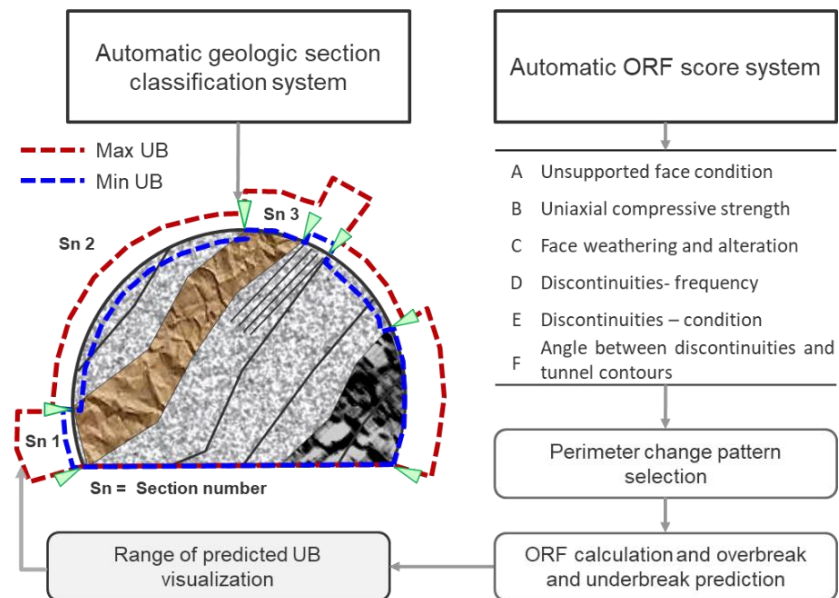 Automatic geologic section
classification system
Max UB
Min UB
Sn 3
Sn 2
Sn 1
Sn = Section number
Range of predicted UB
visualization
Automatic ORF score system
A Unsupported face condition
B Uniaxial compressive strength
C Face weathering and alteration
D Discontinuities- frequency
E Discontinuities – condition
F Angle between discontinuities and
tunnel contours
Perimeter change pattern
selection
ORF calculation and overbreak
and underbreak prediction